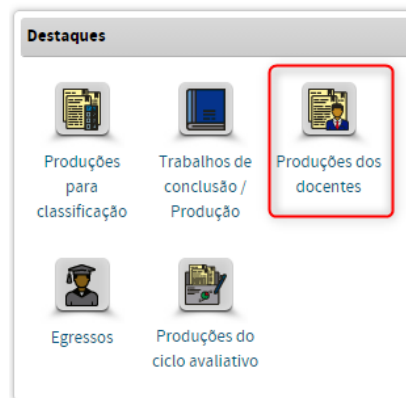 Destaques
Produções
para
classificação
Trabalhos de
conclusão /
Produção
Produções dos
docentes
Egressos
Produções do
ciclo avaliativo